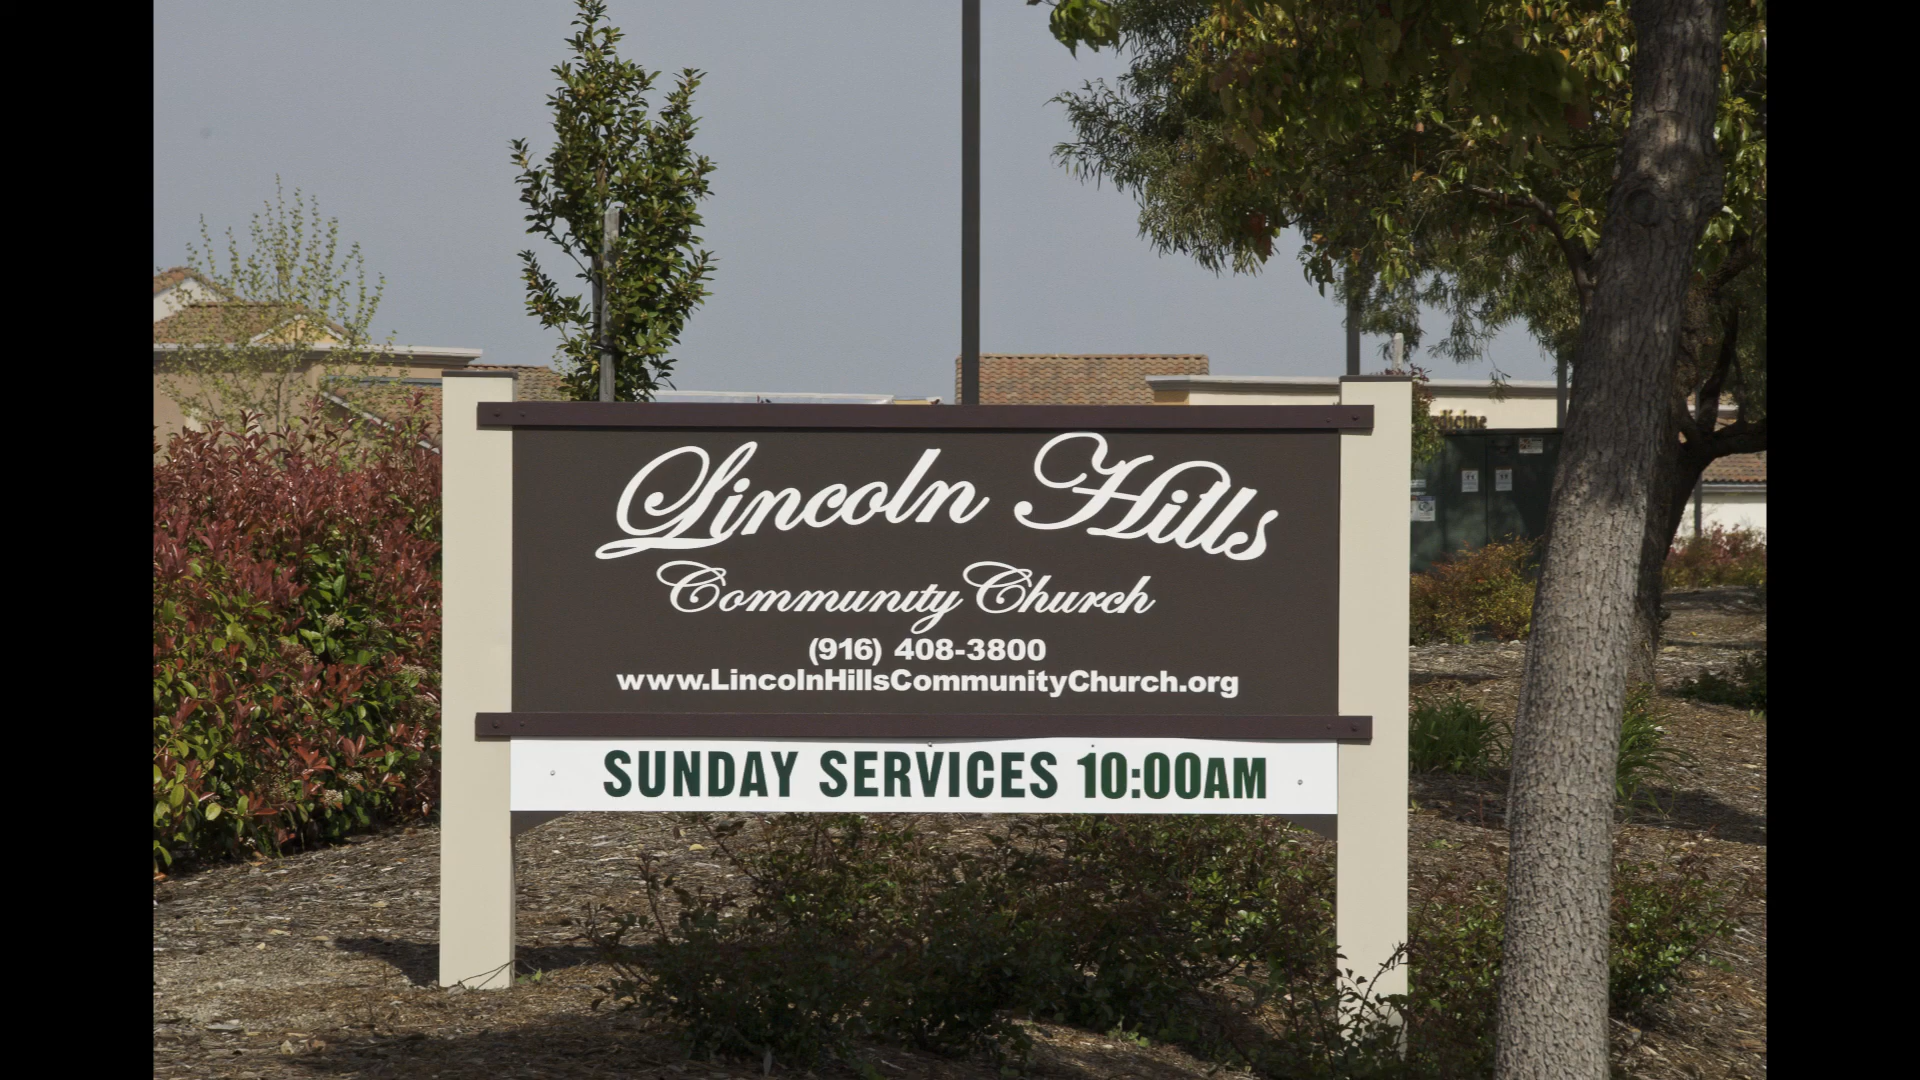 Lincoln Hills
Community Church
(916) 408-3800
www.LincolnHillsCommunityChurch.org
SUNDAY SERVICES 10:00AM